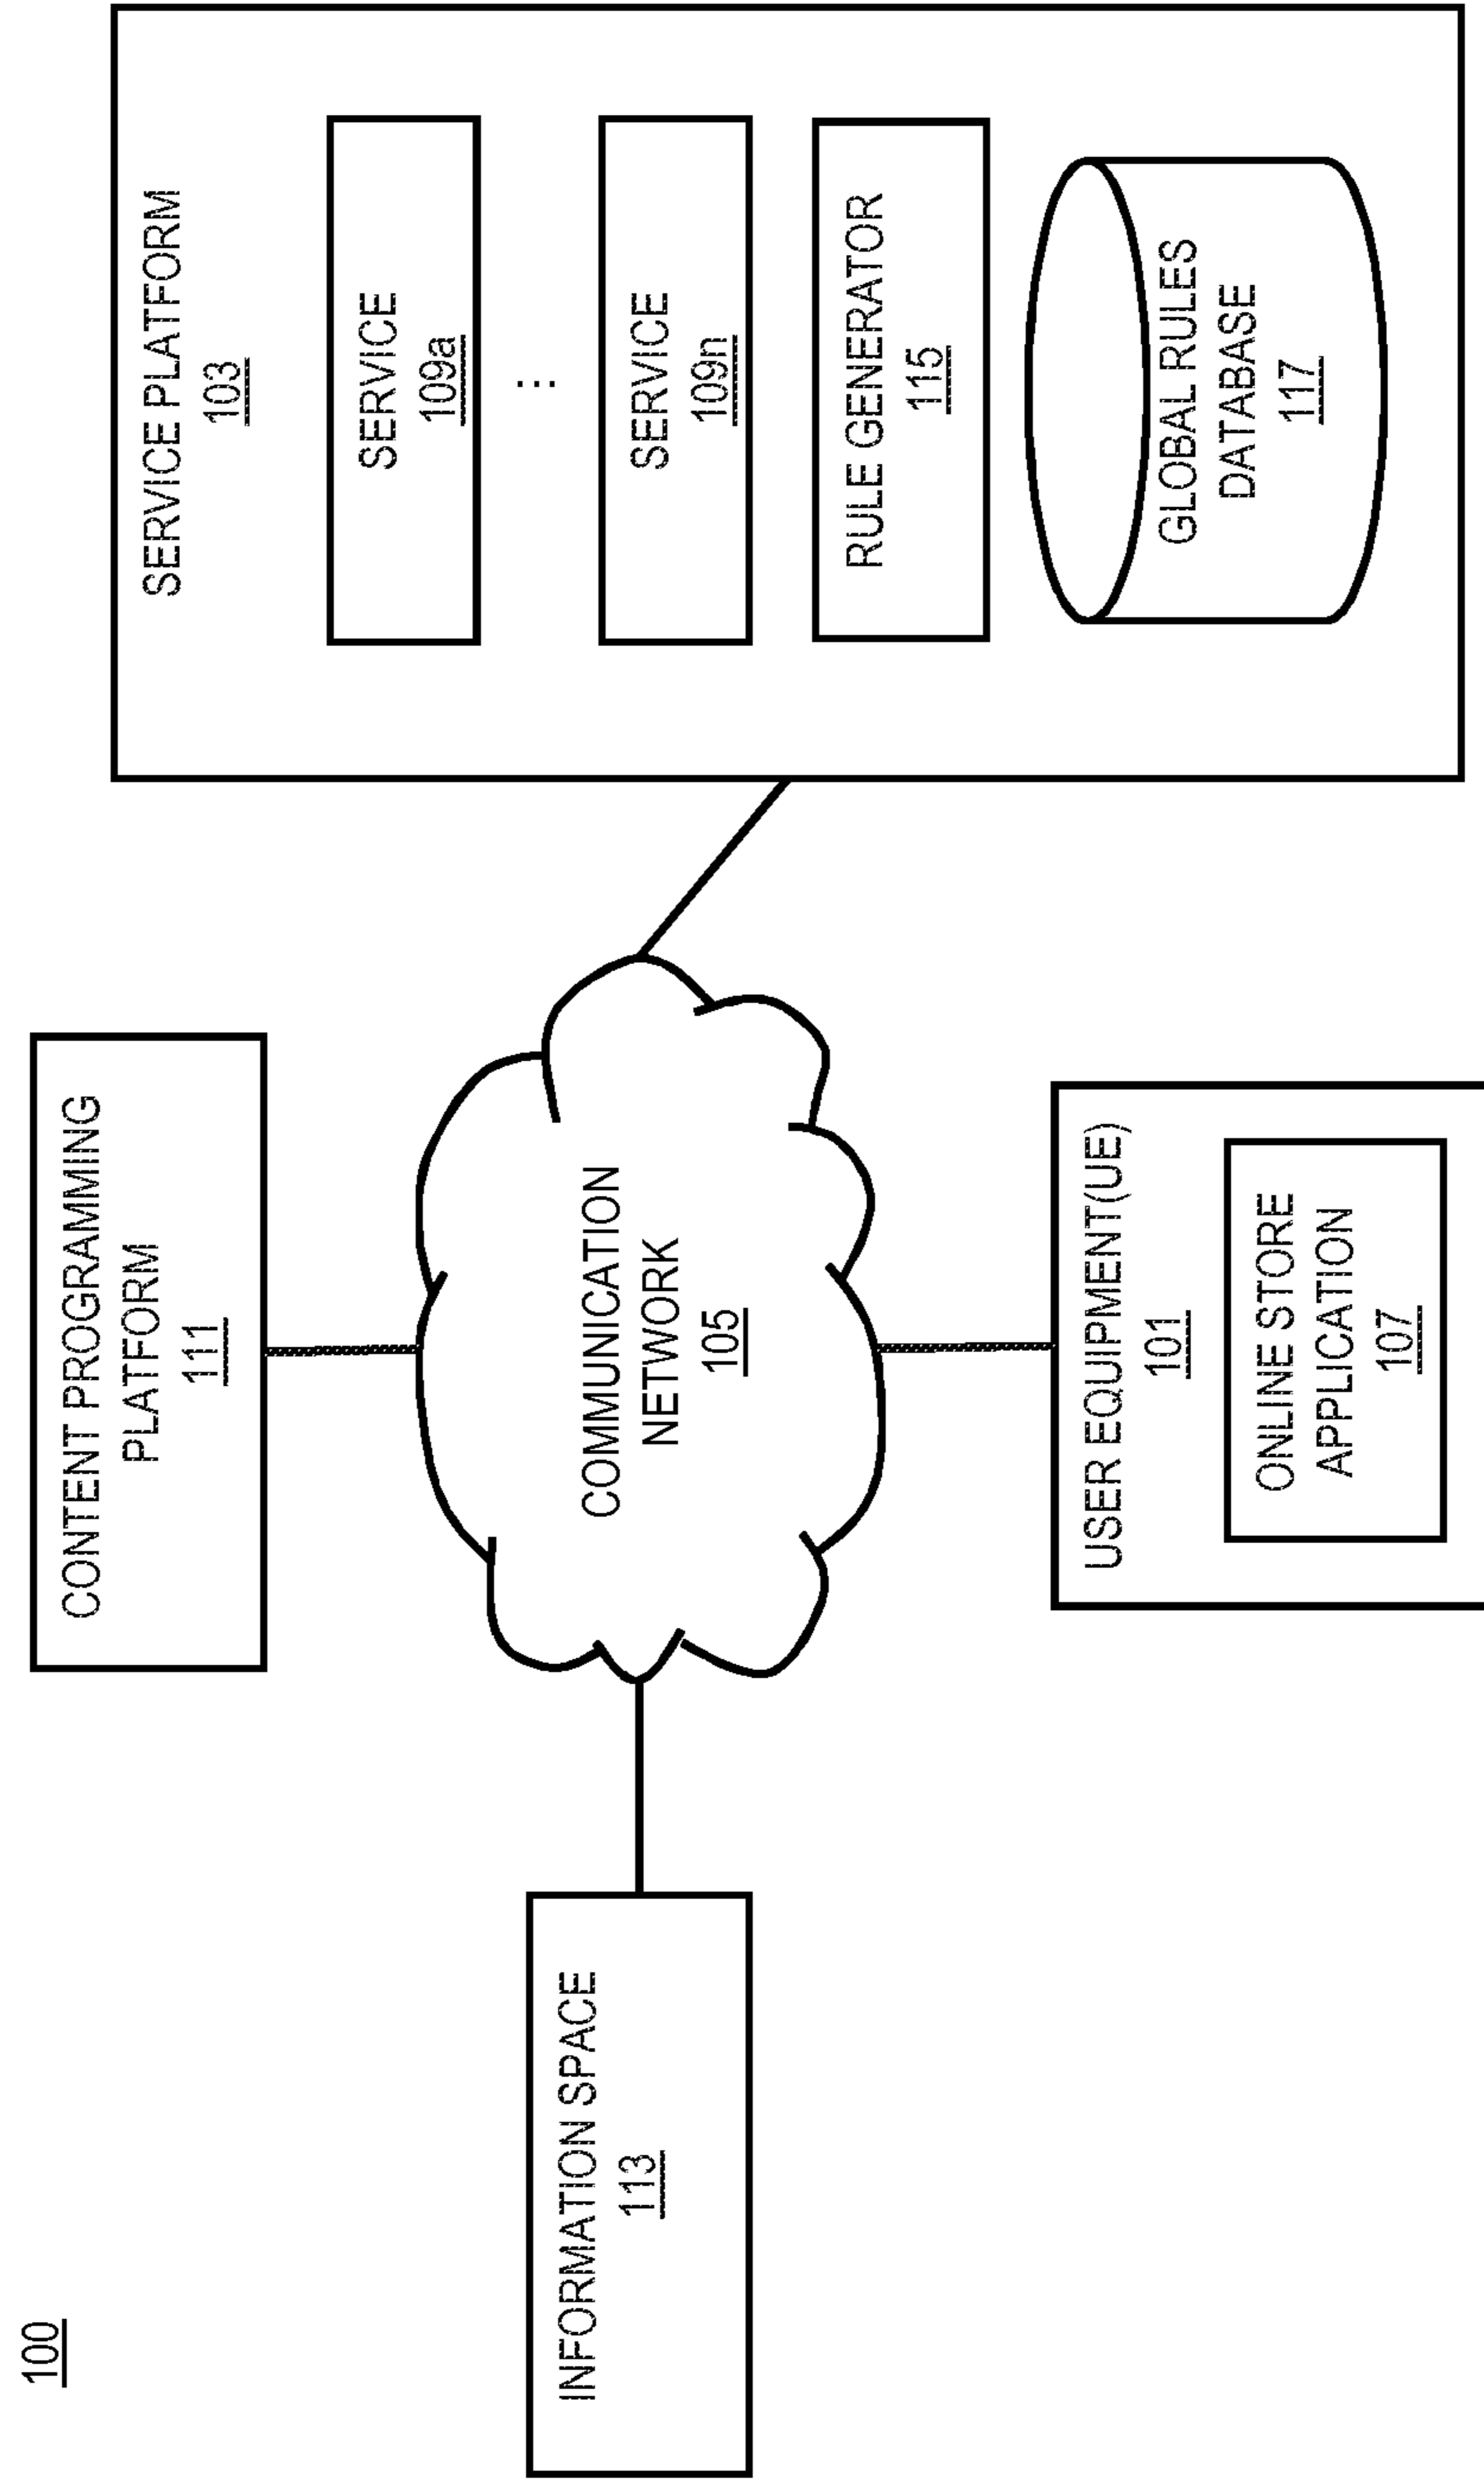 100
CONTENT PROGRAMMING
PLATFORM
111
SERVICE PLATFORM
103
SERVICE
109a
...
SERVICE
109n
RULE GENERATOR
115
GLOBAL RULES
DATABASE
117
INFORMATION SPACE
113
COMMUNICATION
NETWORK
105
USER EQUIPMENT(UE)
101
ONLINE STORE
APPLICATION
107